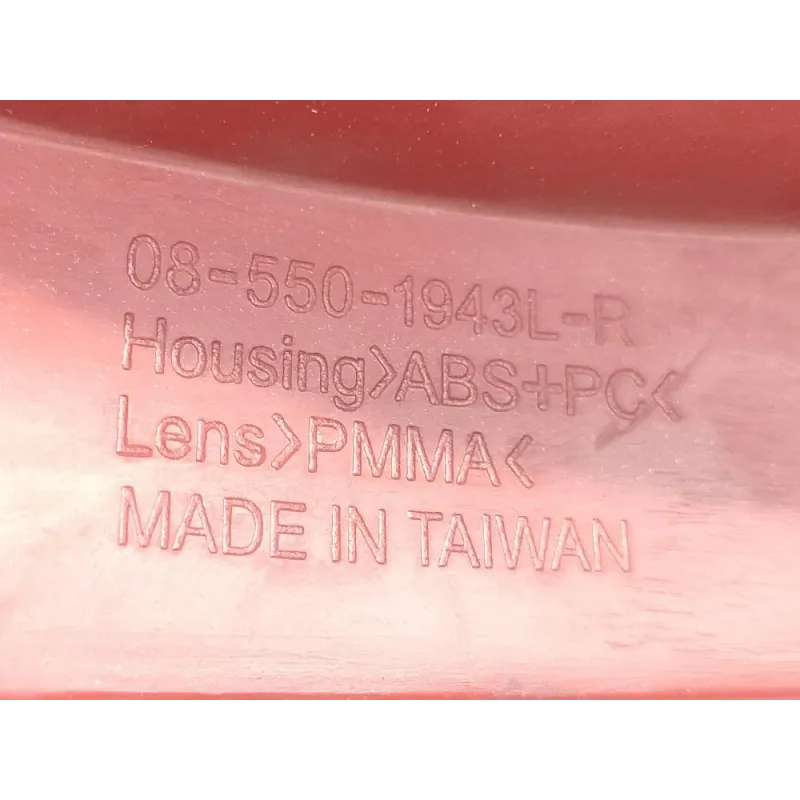 08-550-1943L-R
Housing>ABS+PC<
Lens>PMMA<
MADE IN TAIWAN